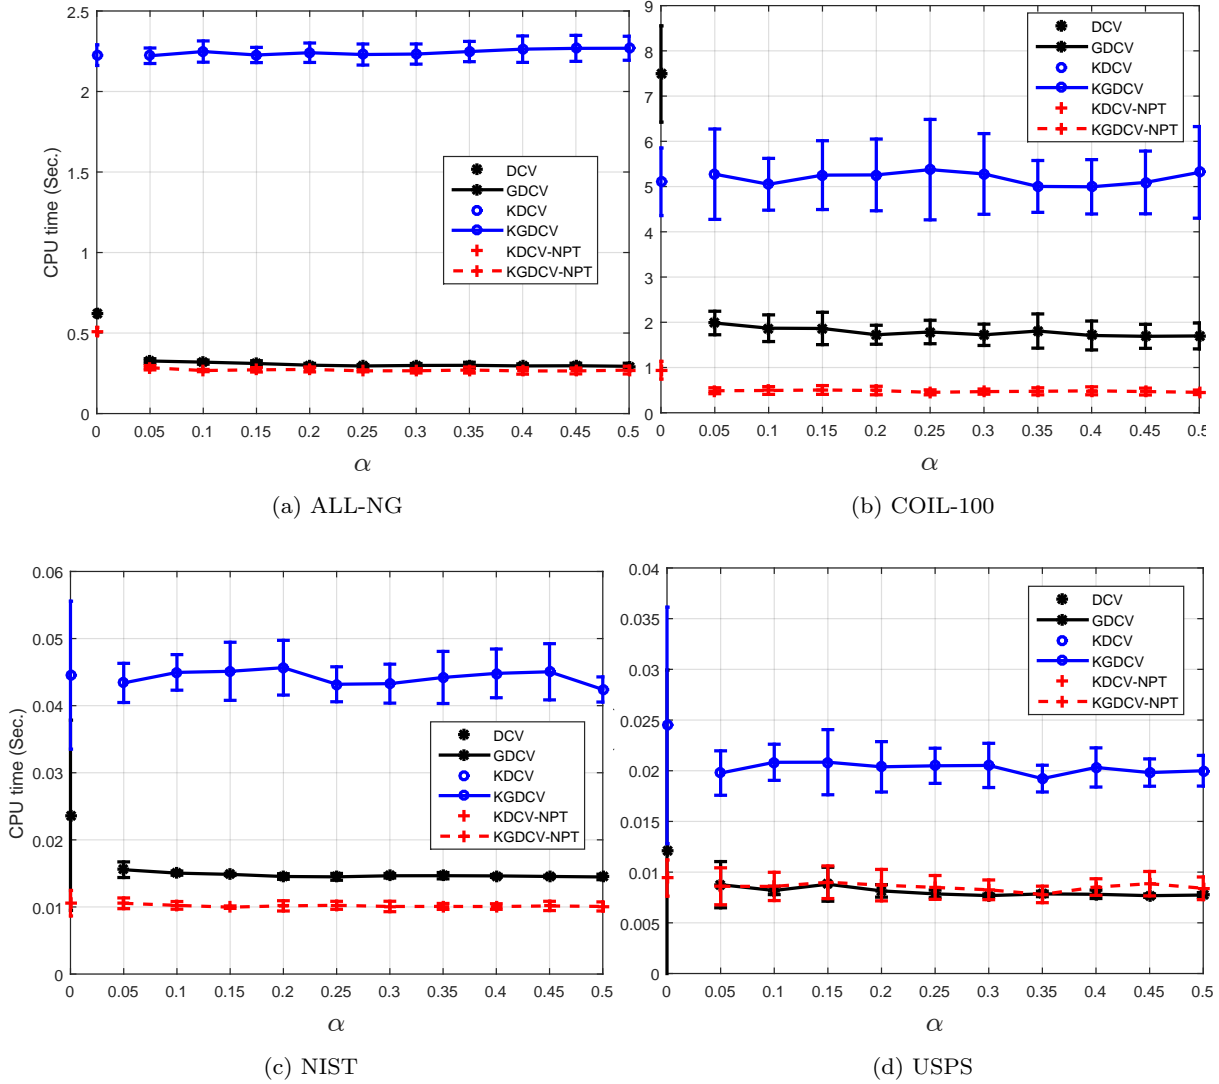 2.5
2
1.5
1
0.5
0
CPU time (Sec.)
DCV
GDCV
KDCV
KGDCV
KDCV-NPT
KGDCV-NPT
0 0.05 0.1 0.15 0.2 0.25 0.3 0.35 0.4 0.45 0.5
α
(a) ALL-NG
9
8
7
6
5
4
3
2
1
0
DCV
GDCV
KDCV
KGDCV
KDCV-NPT
KGDCV-NPT
0 0.05 0.1 0.15 0.2 0.25 0.3 0.35 0.4 0.45 0.5
α
(b) COIL-100
0.06
0.05
0.04
0.03
0.02
0.01
0
CPU time (Sec.)
DCV
GDCV
KDCV
KGDCV
KDCV-NPT
KGDCV-NPT
0 0.05 0.1 0.15 0.2 0.25 0.3 0.35 0.4 0.45 0.5
α
(c) NIST
0.04
0.035
0.03
0.025
0.02
0.015
0.01
0.005
0
DCV
GDCV
KDCV
KGDCV
KDCV-NPT
KGDCV-NPT
0 0.05 0.1 0.15 0.2 0.25 0.3 0.35 0.4 0.45 0.5
α
(d) USPS